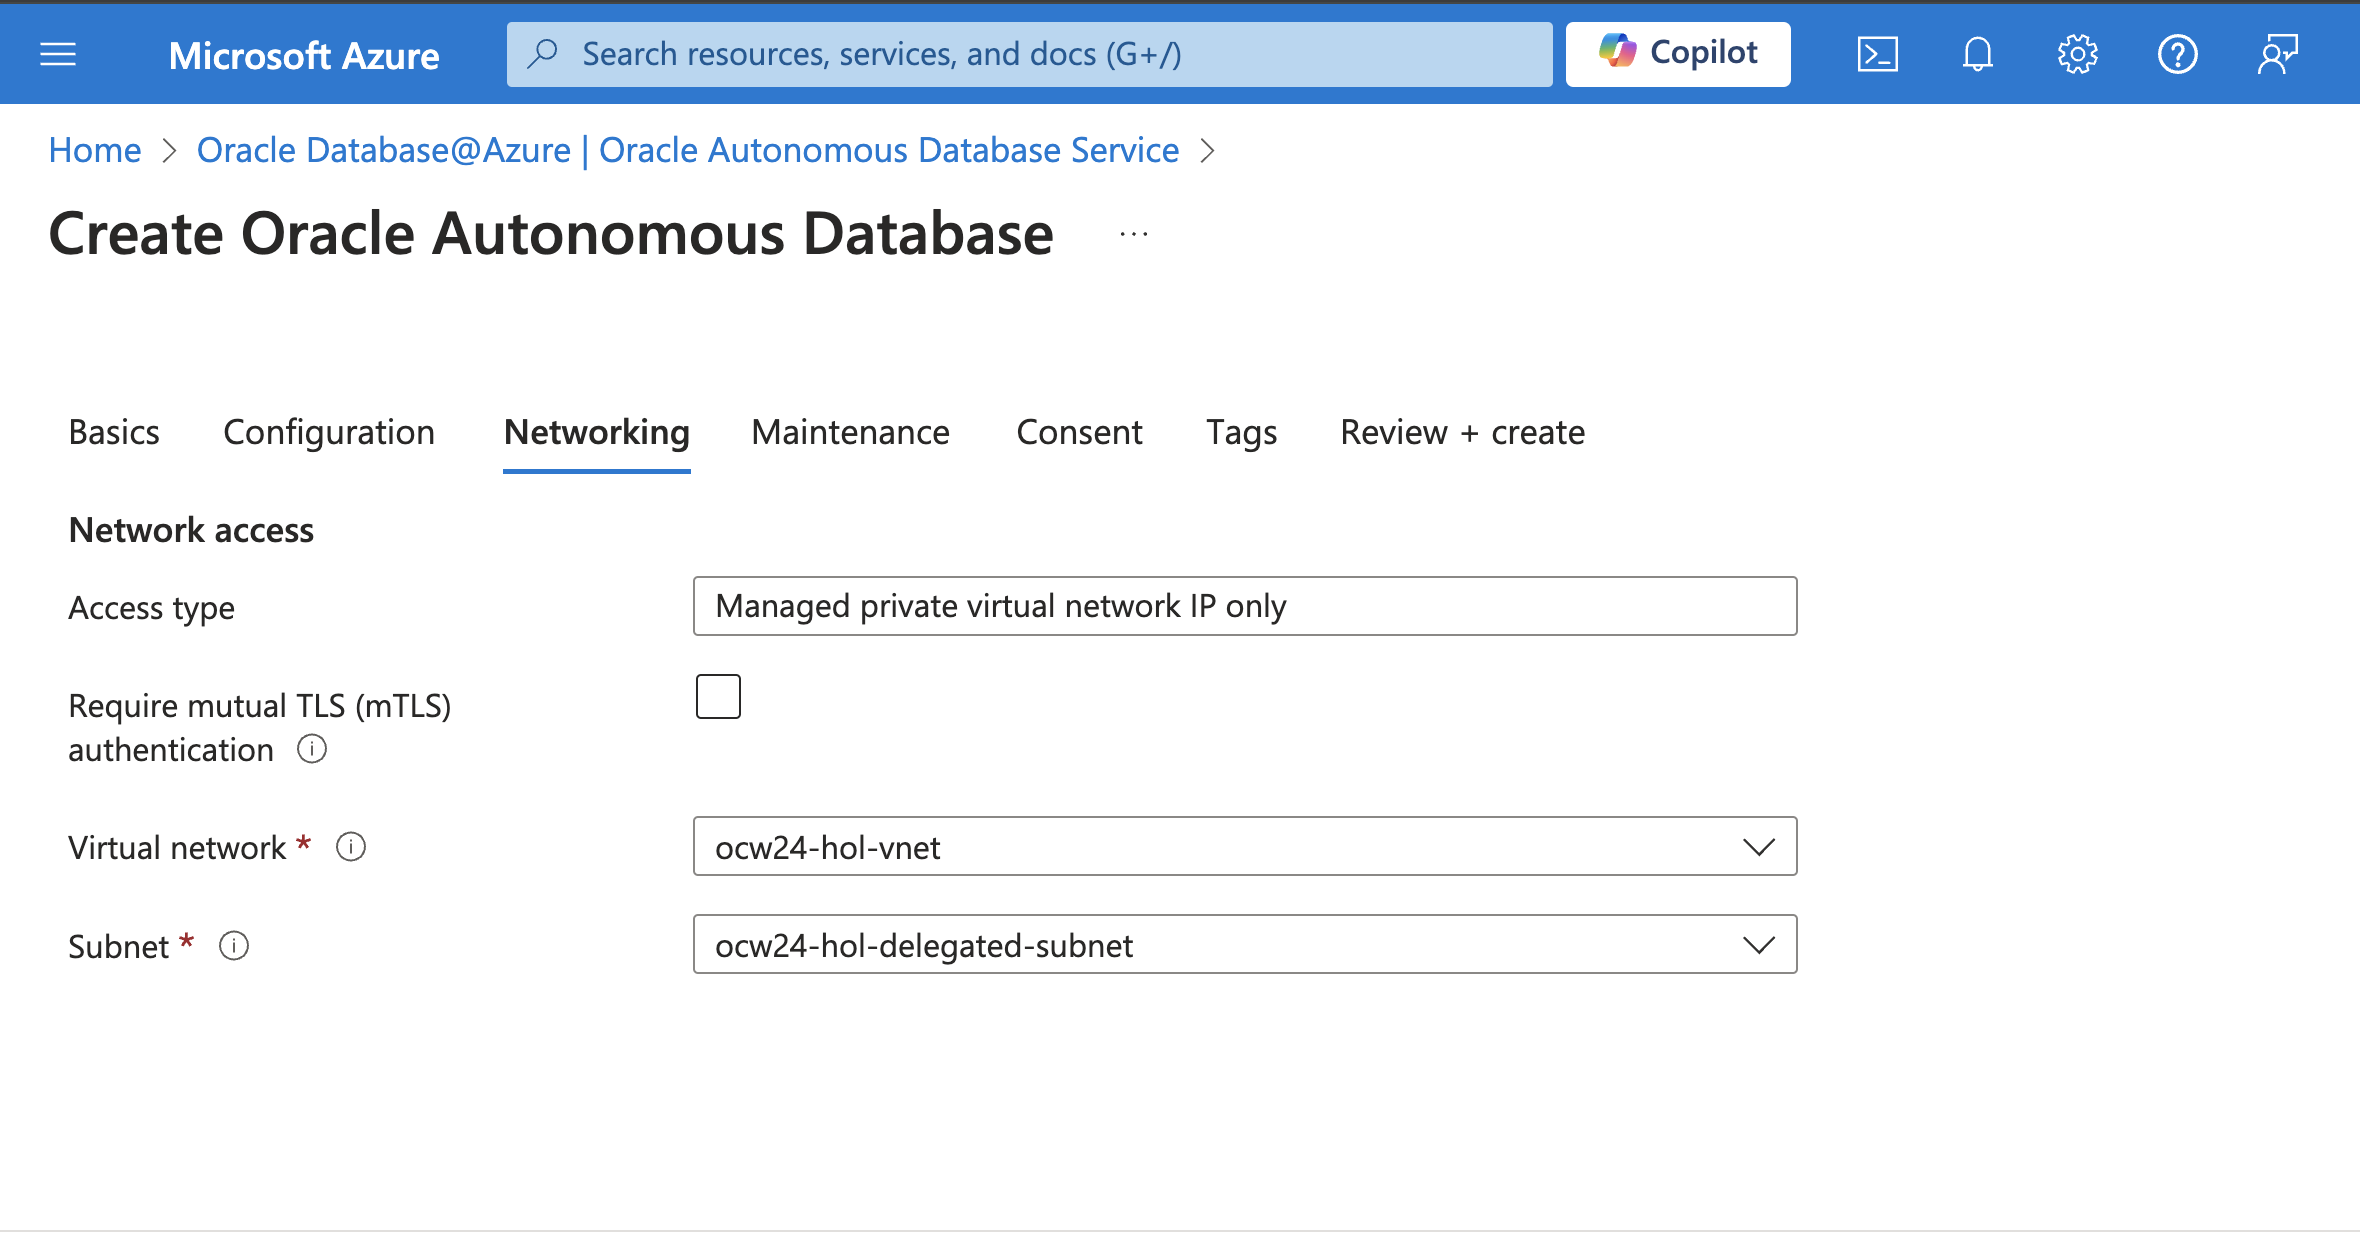 Microsoft Azure
Search resources, services, and docs (G+/)
Copilot
Home > Oracle Database@Azure | Oracle Autonomous Database Service >
Create Oracle Autonomous Database ...
Basics Configuration Networking Maintenance Consent Tags Review + create
Network access
Access type
Managed private virtual network IP only
Require mutual TLS (mTLS)
authentication
Virtual network *
ocw24-hol-vnet
Subnet *
ocw24-hol-delegated-subnet